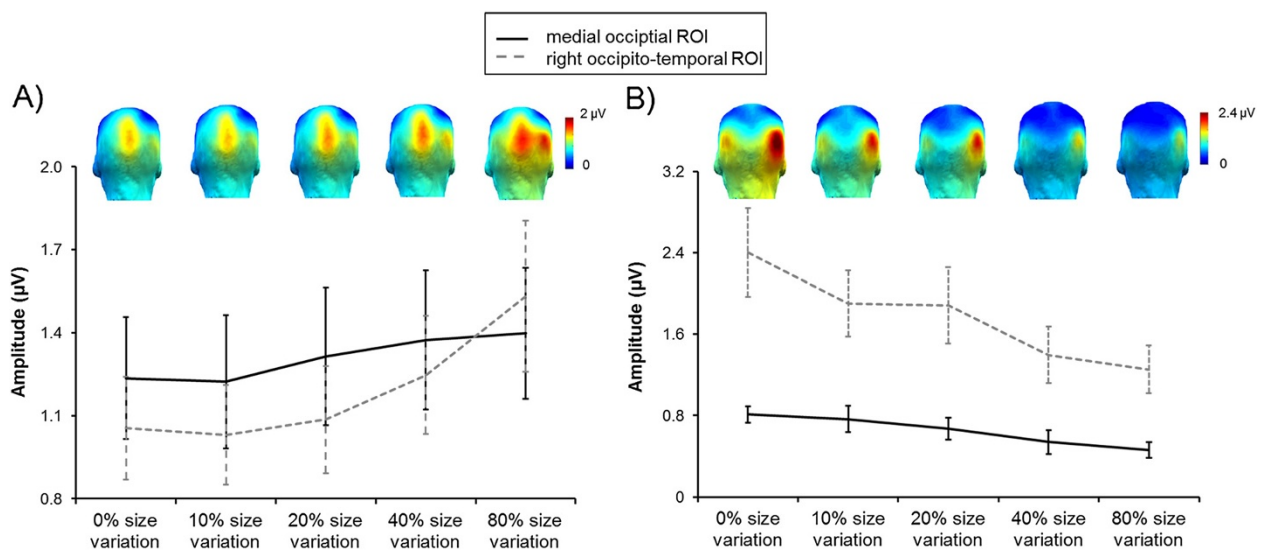 medial occiptial ROI
right occipito-temporal ROI
A)
2 µV
0
2.0
1.7
1.4
1.1
0.8
Amplitude (µV)
0% size variation
10% size variation
20% size variation
40% size variation
80% size variation
B)
2.4 µV
0
3.2
2.4
1.6
0.8
0
Amplitude (µV)
0% size variation
10% size variation
20% size variation
40% size variation
80% size variation